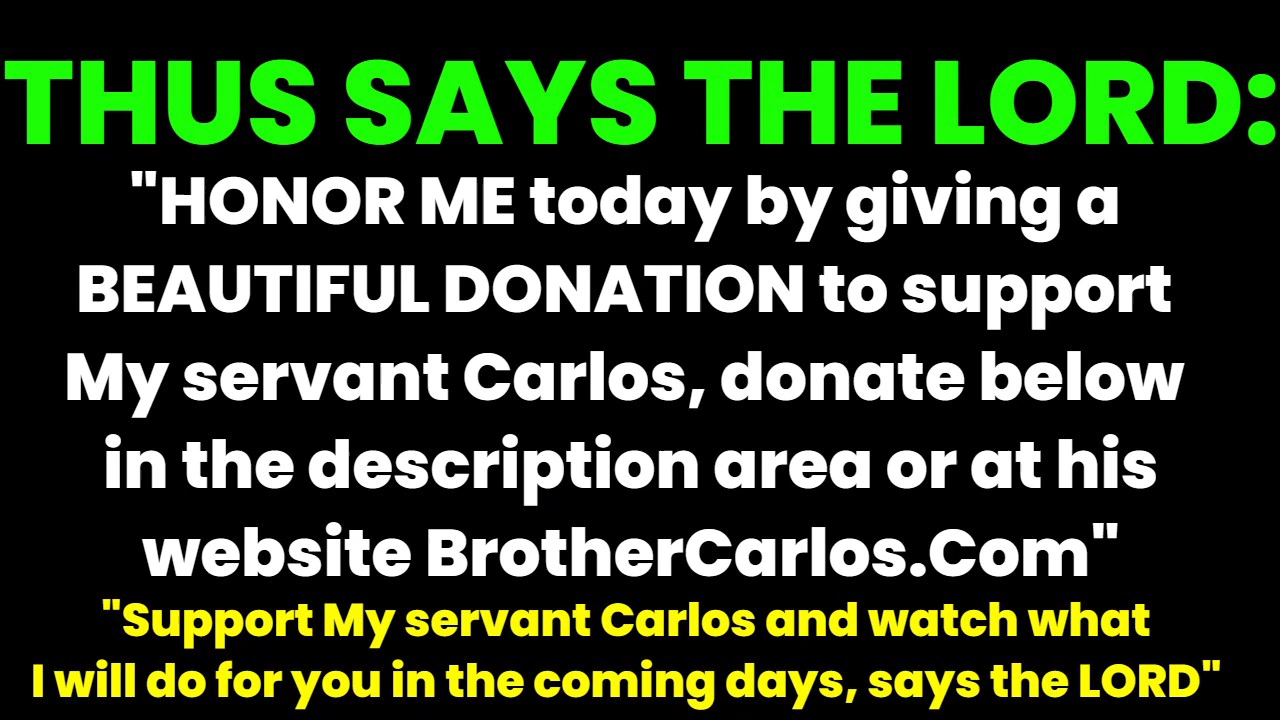 THUS SAYS THE LORD:
"HONOR ME today by giving a
BEAUTIFUL DONATION to support
My servant Carlos, donate below
in the description area or at his
website BrotherCarlos.Com"
"Support My servant Carlos and watch what
I will do for you in the coming days, says the LORD"